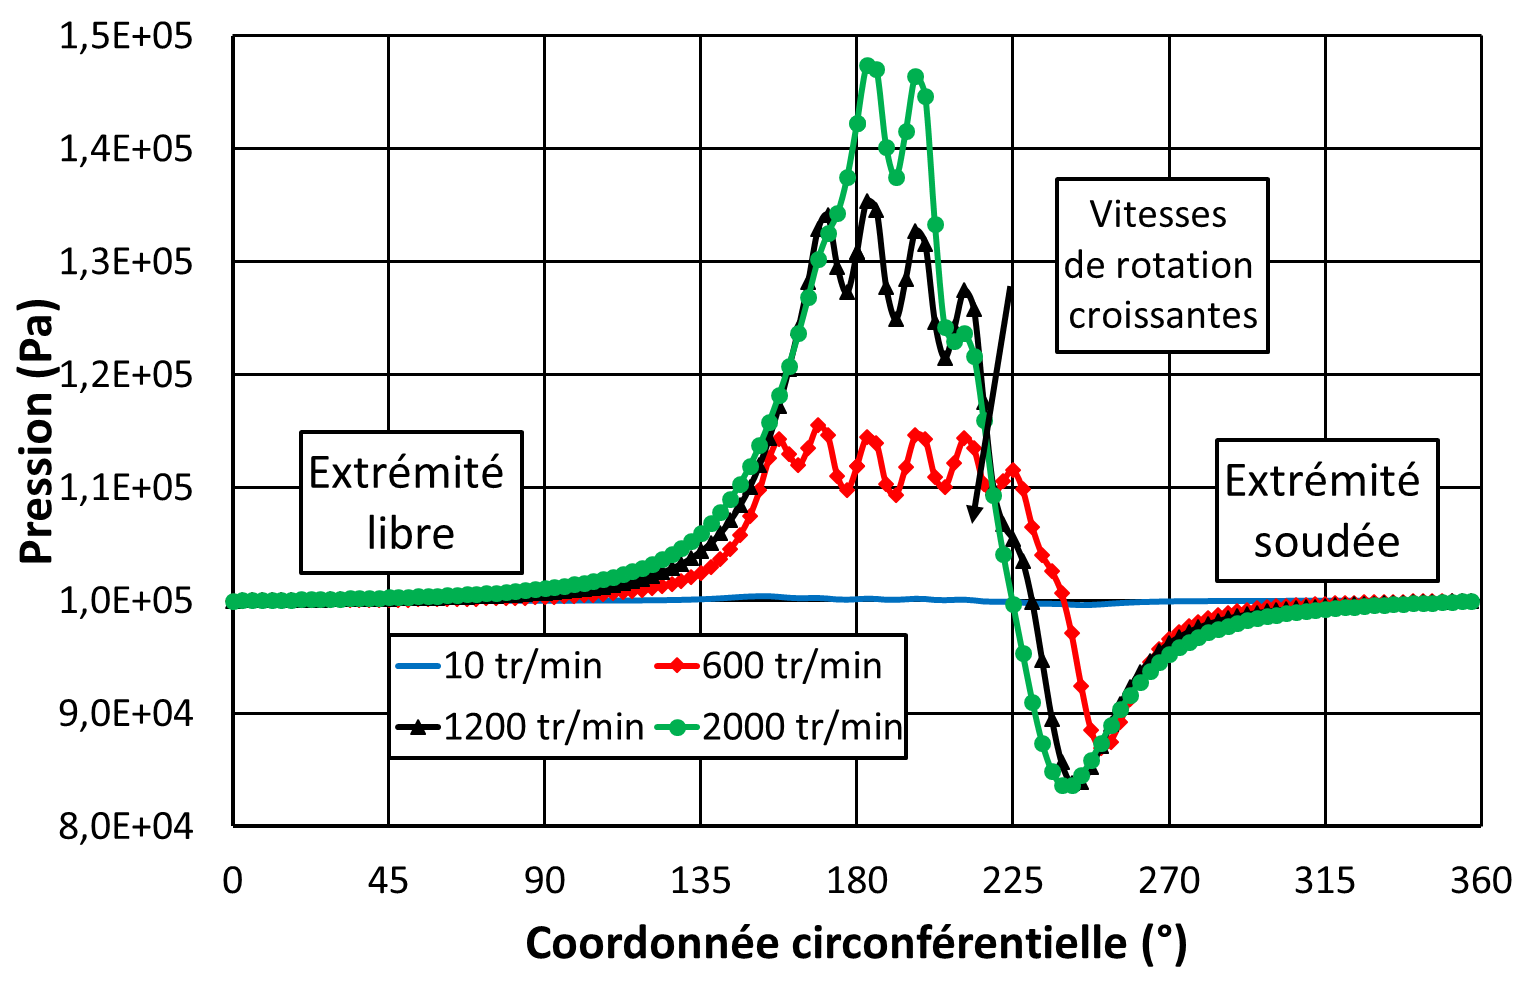 1,5E+05
1,4E+05
1,3E+05
1,2E+05
1,1E+05
1,0E+05
9,0E+04
8,0E+04
Pression (Pa)
Vitesses
de rotation
croissantes
Extrémité
libre
Extrémité
soudée
10 tr/min
600 tr/min
1200 tr/min
2000 tr/min
0
45
90
135
180
225
270
315
360
Coordonnée circonférentielle (°)